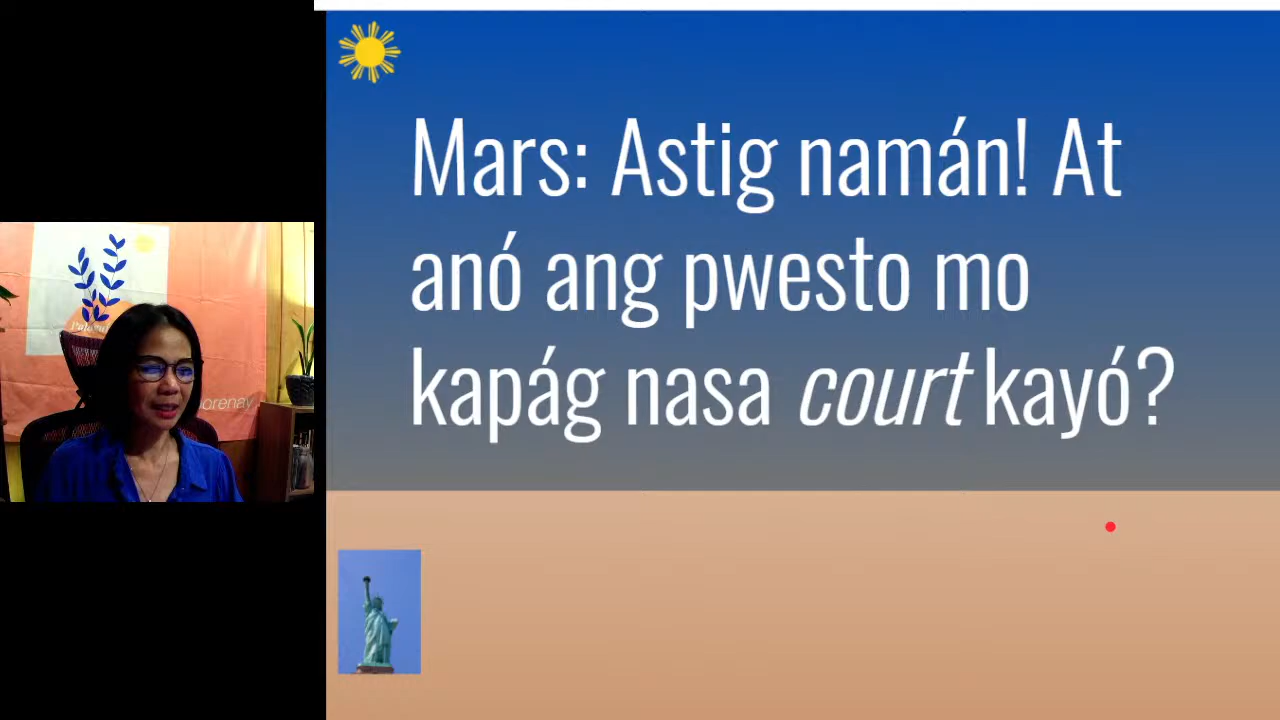 Mars: Astig namán! At
anó ang pwesto mo
kapág nasa court kayó?